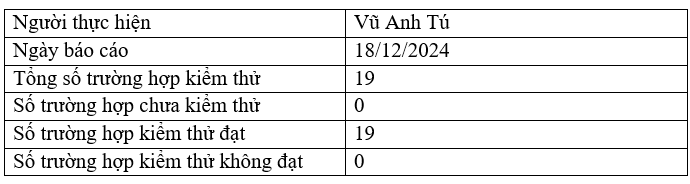 Người thực hiện Vũ Anh Tú
Ngày báo cáo 18/12/2024
Tổng số trường hợp kiểm thử 19
Số trường hợp chưa kiểm thử 0
Số trường hợp kiểm thử đạt 19
Số trường hợp kiểm thử không đạt 0